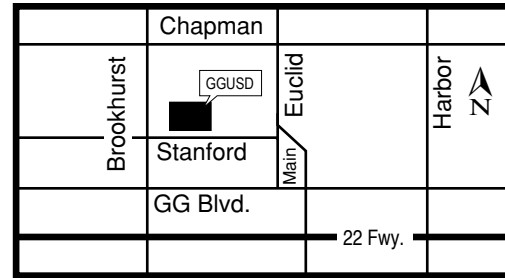 Chapman
Brookhurst
GGUSD
Euclid
Harbor
N
Stanford
Main
GG Blvd.
22 Fwy.